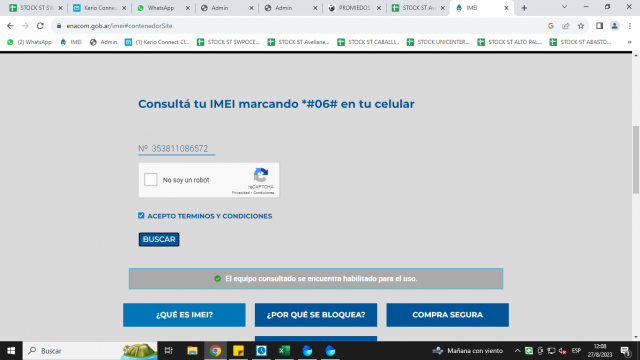 STOCK ST SW
Kerio Connect
WhatsApp
Admin
Admin
PROMIEDOS
STOCK ST Av
IMEI
enacom.gob.ar/imei#contenedorSite
(2) WhatsApp
IMEI
Admin
(1) Kerio Connect Cl...
STOCK ST SWPOCE...
STOCK ST Avellane...
STOCK ST CABALLI...
STOCK UNICENTER...
STOCK ST ALTO PAL...
STOCK ST ABASTO...
Consultá tu IMEI marcando *#06# en tu celular
Nº 353811086572
No soy un robot
reCAPTCHA
Privacidad - Condiciones
ACEPTO TERMINOS Y CONDICIONES
BUSCAR
El equipo consultado se encuentra habilitado para el uso.
¿QUÉ ES IMEI?
¿POR QUÉ SE BLOQUEA?
COMPRA SEGURA
Buscar
Mañana con viento
ESP
12:08
27/8/2023